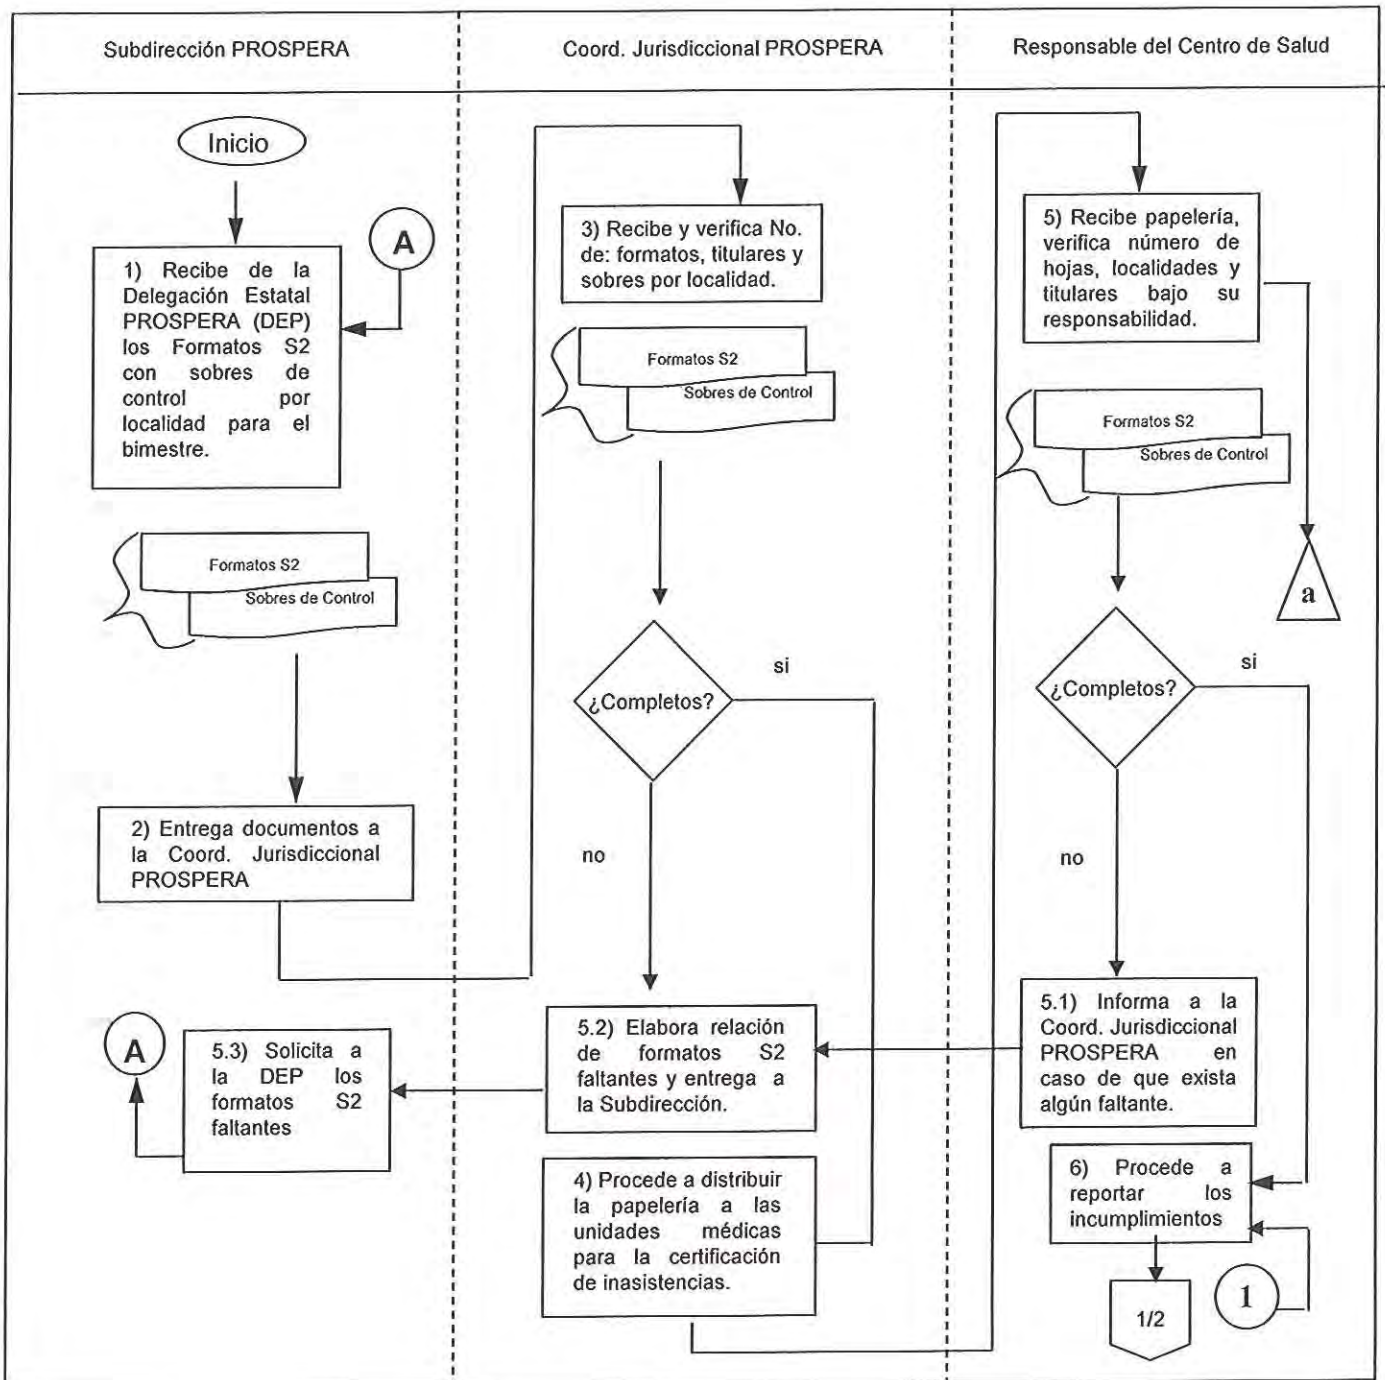 Subdirección PROSPERA
Coord. Jurisdiccional PROSPERA
Responsable del Centro de Salud
Inicio
A
1) Recibe de la
Delegación Estatal
PROSPERA (DEP)
los Formatos S2
con sobres de
control por
localidad para el
bimestre.
Formatos S2
Sobres de Control
2) Entrega documentos a
la Coord. Jurisdiccional
PROSPERA
A
5.3) Solicita a
la DEP los
formatos S2
faltantes
3) Recibe y verifica No.
de: formatos, titulares y
sobres por localidad.
Formatos S2
Sobres de Control
¿Completos?
si
no
5.2) Elabora relación
de formatos S2
faltantes y entrega a
la Subdirección.
4) Procede a distribuir
la papelería a las
unidades médicas
para la certificación
de inasistencias.
5) Recibe papelería,
verifica número de
hojas, localidades y
titulares bajo su
responsabilidad.
Formatos S2
Sobres de Control
a
¿Completos?
si
no
5.1) Informa a la
Coord. Jurisdiccional
PROSPERA en
caso de que exista
algún faltante.
6) Procede a
reportar los
incumplimientos
1/2
1